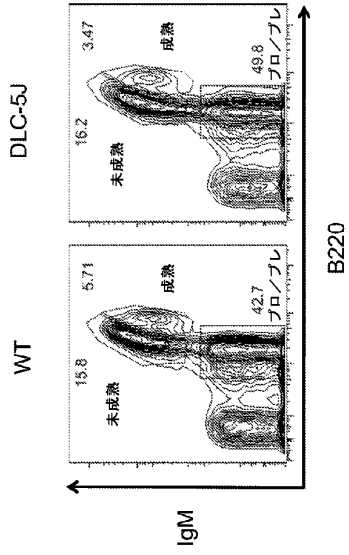 WT
DLC-5J
15.8
5.71
未成熟
成熟
42.7
プロ／プレ
16.2
3.47
未成熟
成熟
49.8
プロ／プレ
IgM
B220